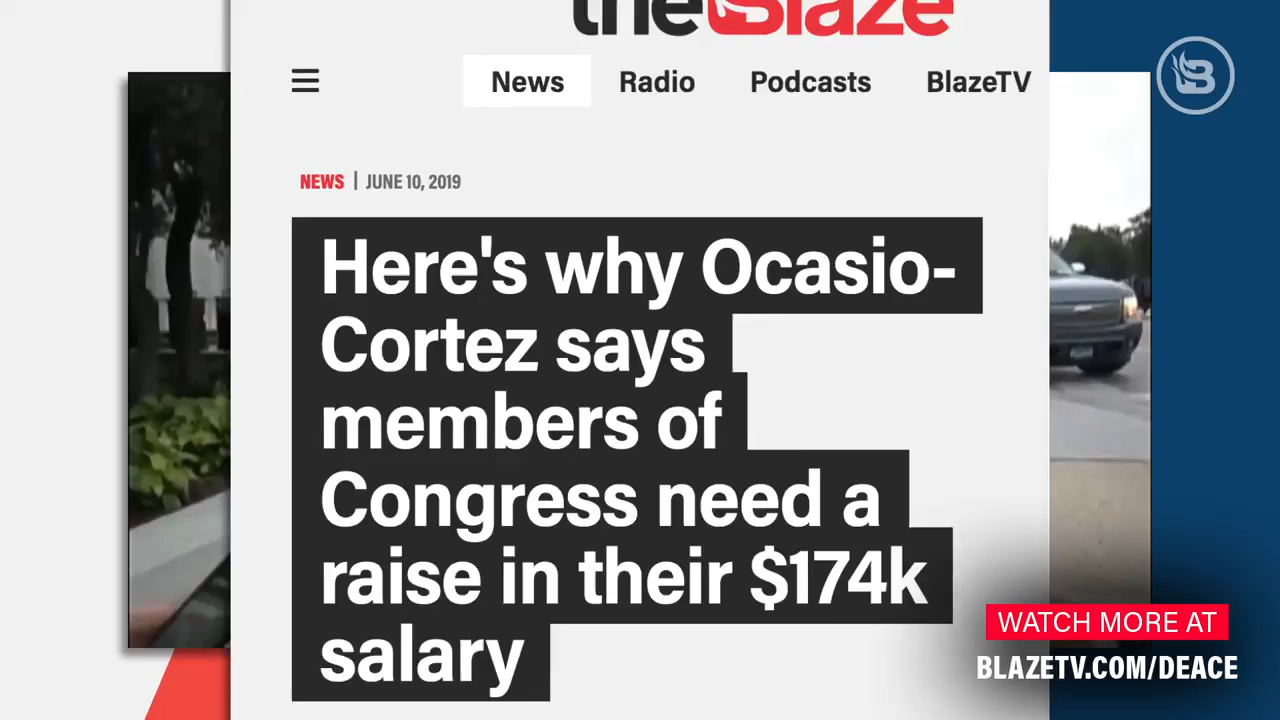 theBlaze
News Radio Podcasts BlazeTV
NEWS | JUNE 10, 2019
Here's why Ocasio-
Cortez says
members of
Congress need a
raise in their $174k
salary
B
WATCH MORE AT
BLAZETV.COM/DEACE